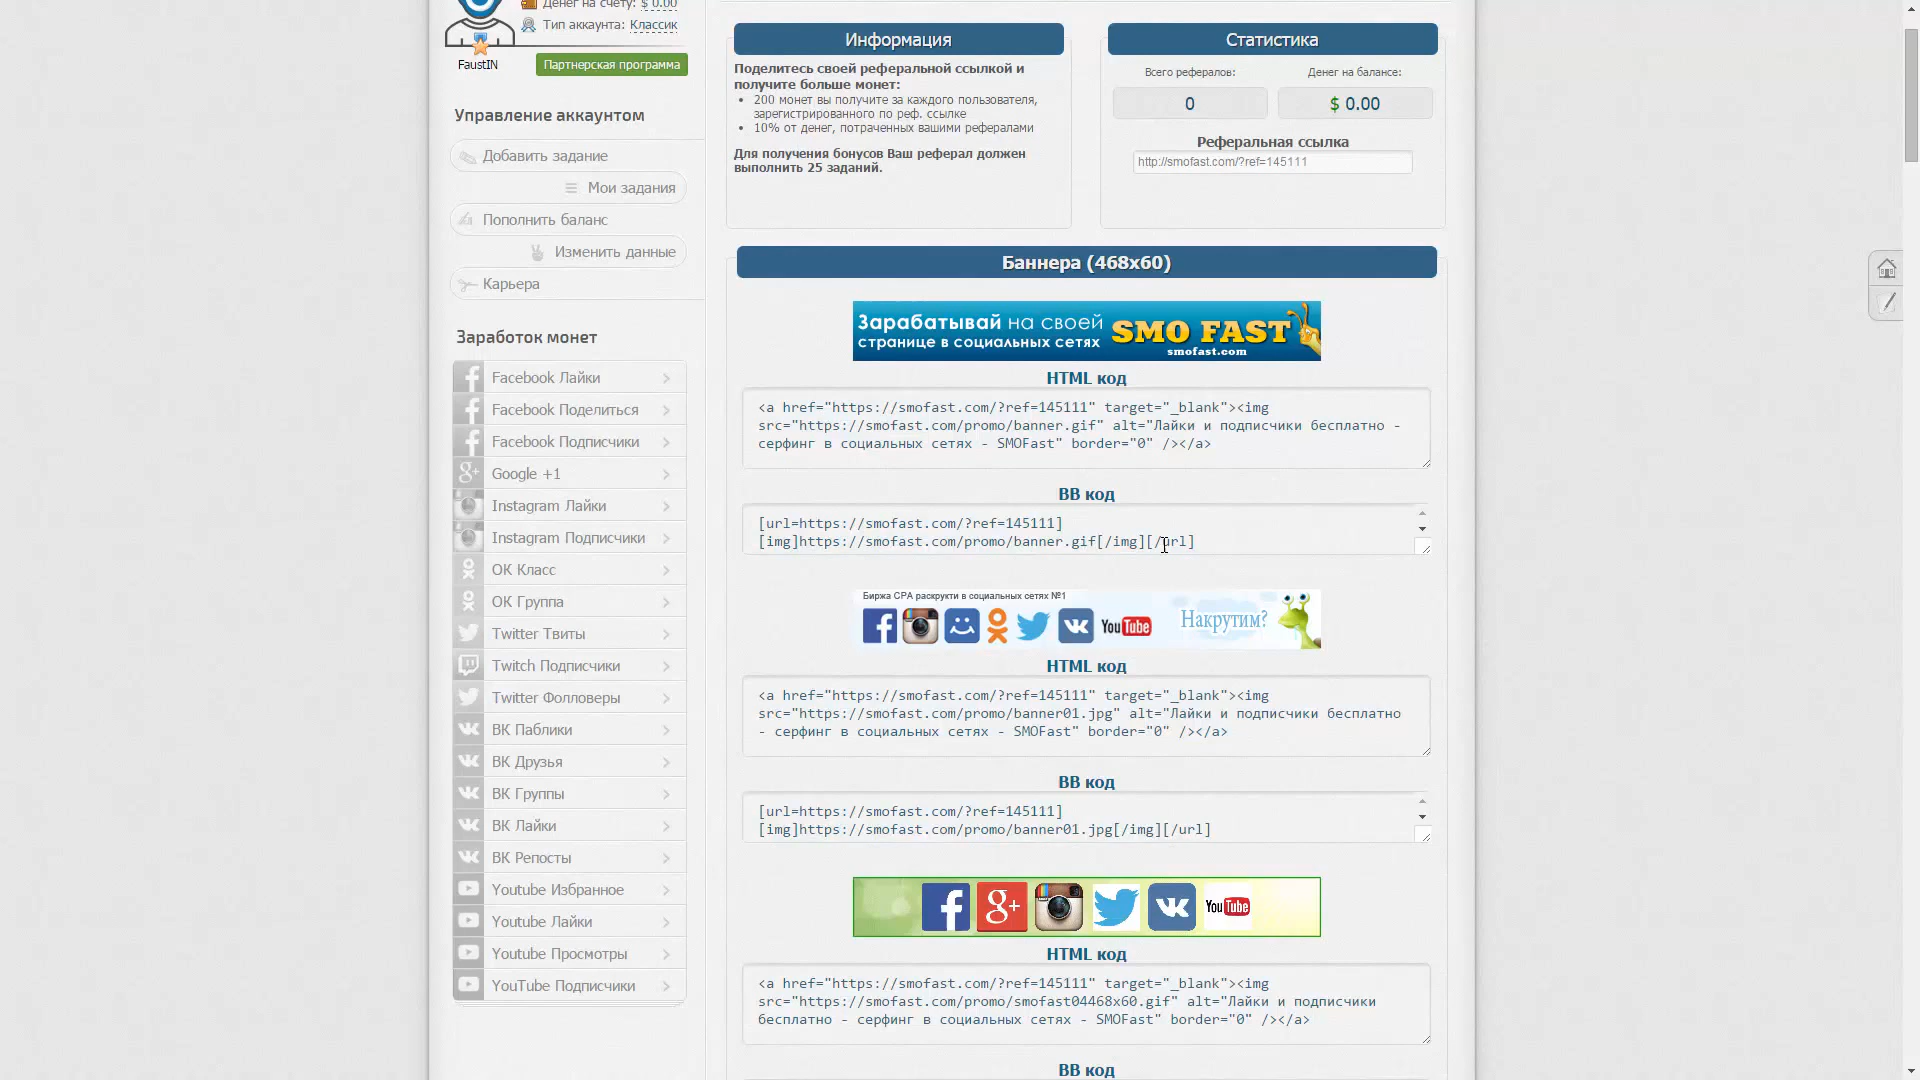 Денег на счету: $ 0.00
Тип аккаунта: Классик
FaustIN
Партнерская программа
Управление аккаунтом
Добавить задание
Мои задания
Пополнить баланс
Изменить данные
Карьера
Заработок монет
Facebook Лайки
Facebook Поделиться
Facebook Подписчики
Google +1
Instagram Лайки
Instagram Подписчики
ОК Класс
ОК Группа
Twitter Твиты
Twitch Подписчики
Twitter Фолловеры
ВК Паблики
ВК Друзья
ВК Группы
ВК Лайки
ВК Репосты
Youtube Избранное
Youtube Лайки
Youtube Просмотры
YouTube Подписчики
Информация
Поделитесь своей реферальной ссылкой и
получите больше монет:
200 монет вы получите за каждого пользователя,
зарегистрированного по реф. ссылке
10% от денег, потраченных вашими рефералами
Для получения бонусов Ваш реферал должен
выполнить 25 заданий.
Статистика
Всего рефералов: Денег на балансе:
0 $ 0.00
Реферальная ссылка
http://smofast.com/?ref=145111
Баннера (468x60)
Зарабатывай на своей
странице в социальных сетях
SMO FAST
smofast.com
HTML код
<a href="https://smofast.com/?ref=145111" target="_blank"><img
src="https://smofast.com/promo/banner.gif" alt="Лайки и подписчики бесплатно -
серфинг в социальных сетях - SMOFast" border="0" /></a>
BB код
[url=https://smofast.com/?ref=145111]
[img]https://smofast.com/promo/banner.gif[/img][/url]
Биржа CPA раскрутки в социальных сетях №1
You Tube
Накрутим?
HTML код
<a href="https://smofast.com/?ref=145111" target="_blank"><img
src="https://smofast.com/promo/banner01.jpg" alt="Лайки и подписчики бесплатно
- серфинг в социальных сетях - SMOFast" border="0" /></a>
BB код
[url=https://smofast.com/?ref=145111]
[img]https://smofast.com/promo/banner01.jpg[/img][/url]
You Tube
HTML код
<a href="https://smofast.com/?ref=145111" target="_blank"><img
src="https://smofast.com/promo/smofast04468x60.gif" alt="Лайки и подписчики
бесплатно - серфинг в социальных сетях - SMOFast" border="0" /></a>
BB код